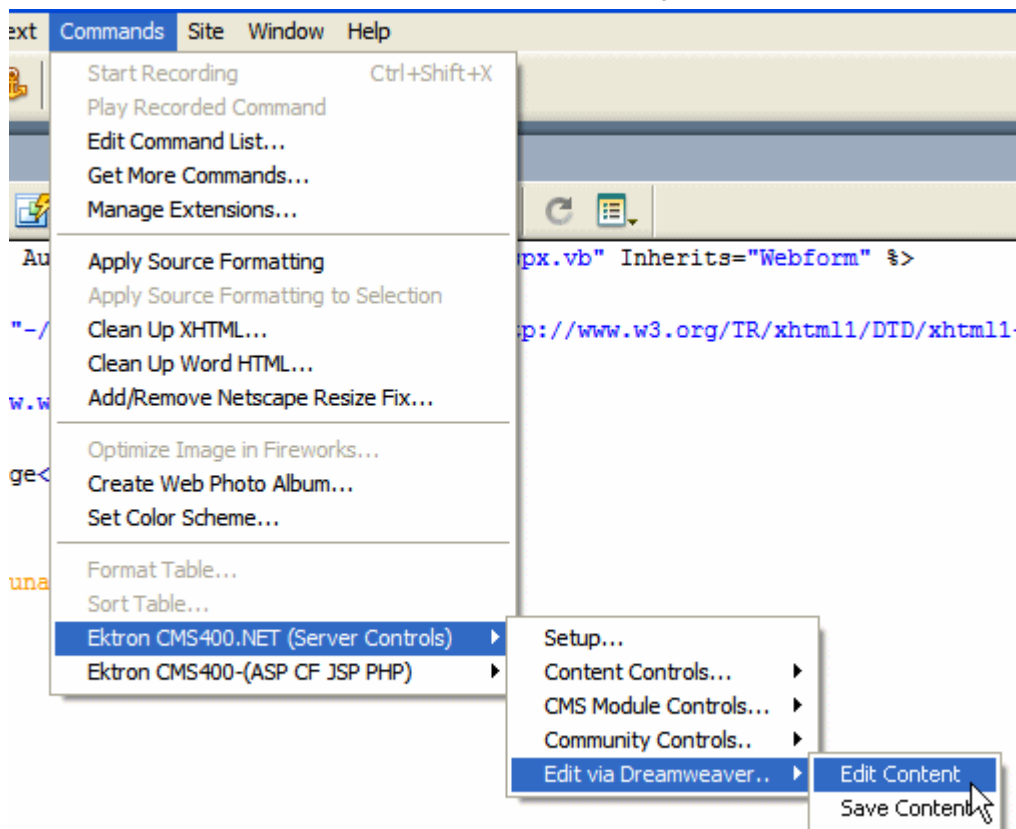 ext Commands Site Window Help
Start Recording Ctrl+Shift+X
Play Recorded Command
Edit Command List...
Get More Commands...
Manage Extensions...
Au
px.vb" Inherits="Webform" %>
Apply Source Formatting
Apply Source Formatting to Selection
"-/
Clean Up XHTML...
p://www.w3.org/TR/xhtml1/DTD/xhtml1-
Clean Up Word HTML...
w.w
Add/Remove Netscape Resize Fix...
Optimize Image in Fireworks...
ge<
Create Web Photo Album...
Set Color Scheme...
Format Table...
una
Sort Table...
Ektron CMS400.NET (Server Controls)
Ektron CMS400-(ASP CF JSP PHP)
Setup...
Content Controls...
CMS Module Controls...
Community Controls..
Edit via Dreamweaver..
Edit Content
Save Content